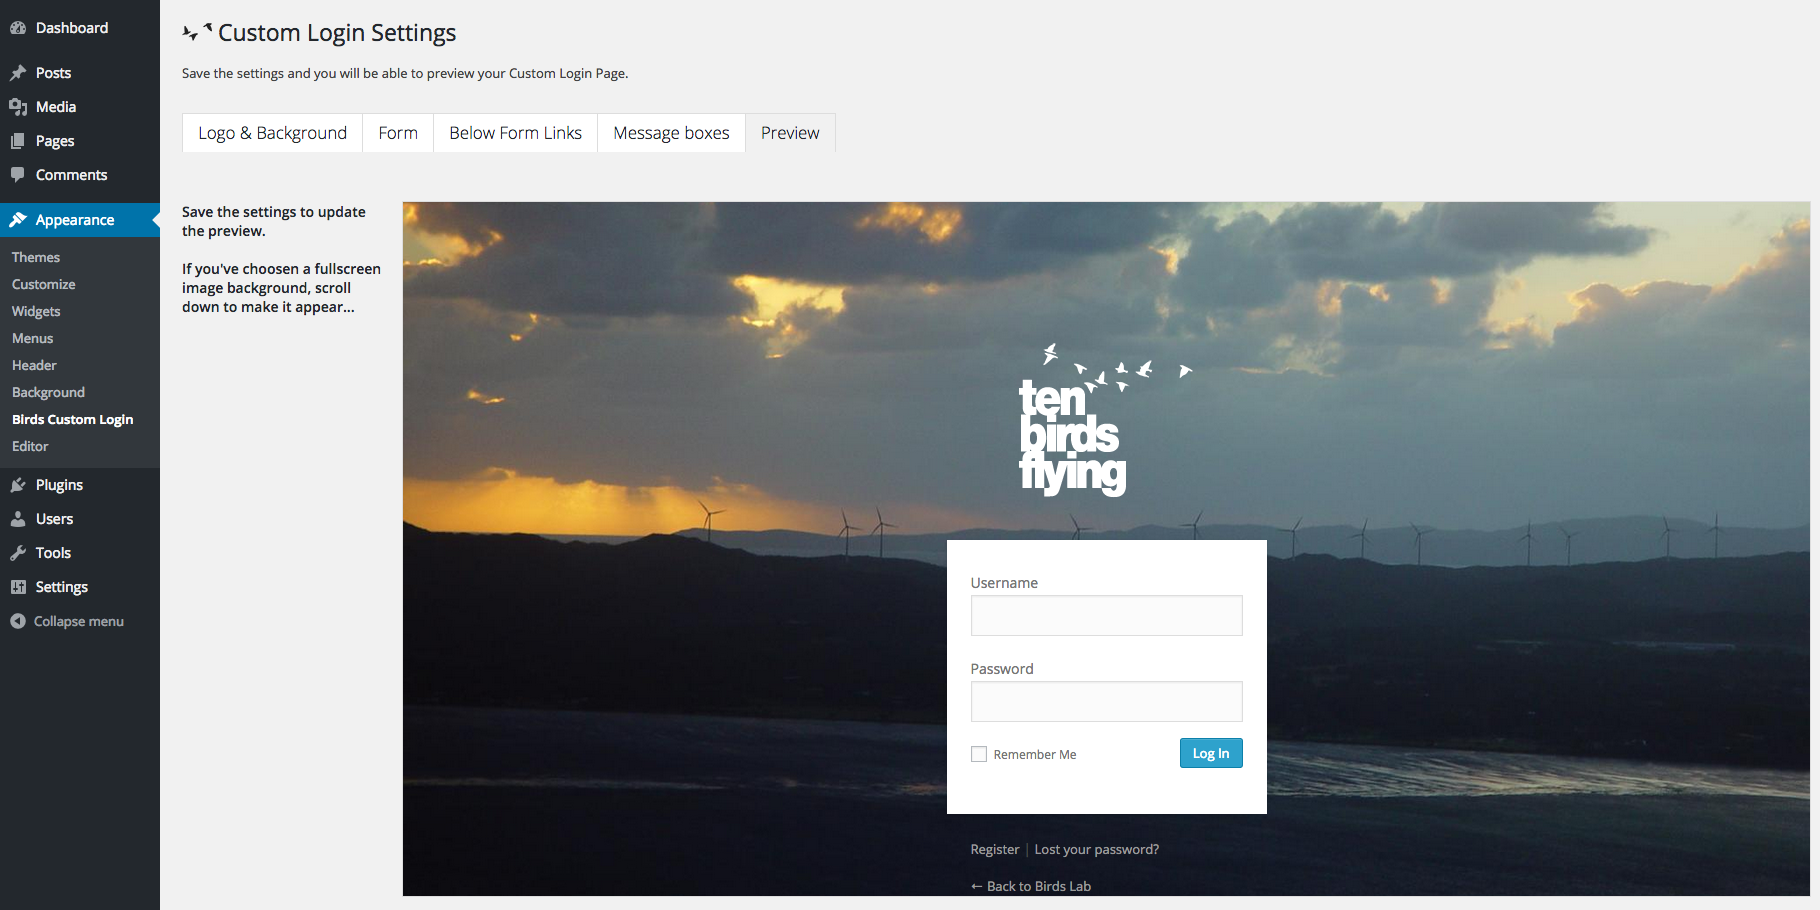 Dashboard
Posts
Media
Pages
Comments
Appearance
Themes
Customize
Widgets
Menus
Header
Background
Birds Custom Login
Editor
Plugins
Users
Tools
Settings
Collapse menu
Custom Login Settings
Save the settings and you will be able to preview your Custom Login Page.
Logo & Background Form Below Form Links Message boxes Preview
Save the settings to update
the preview.
If you've choosen a fullscreen
image background, scroll
down to make it appear...
ten
birds
flying
Username
Password
Remember Me Log In
Register | Lost your password?
← Back to Birds Lab